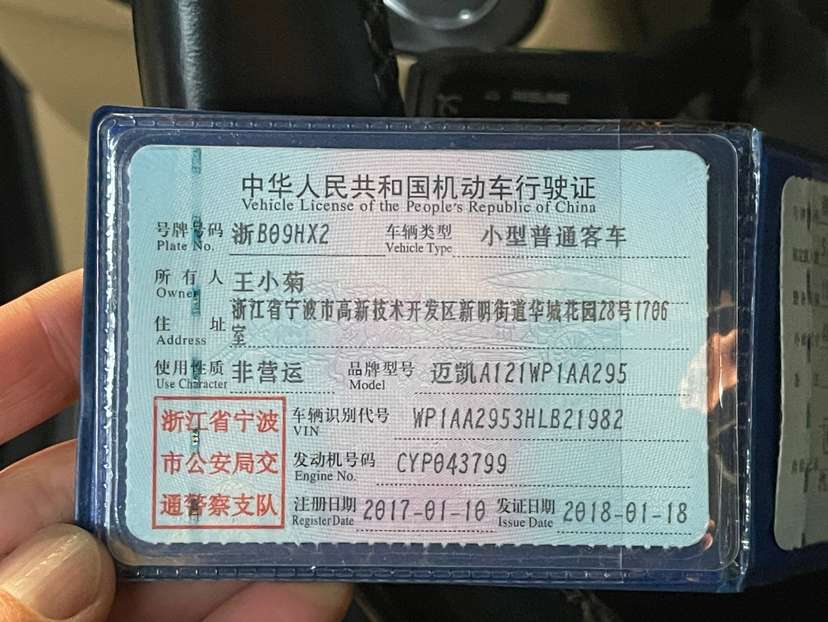 中华人民共和国机动车行驶证
Vehicle License of the People's Republic of China
号牌号码 浙B09HX2 车辆类型 小型普通客车
Plate No. Vehicle Type
所有人 王小菊
Owner
住址 浙江省宁波市高新技术开发区新明街道华城花园28号1706
Address 室
使用性质 非营运 品牌型号 迈凯A121WP1AA295
Use Character Model
浙江省宁波 车辆识别代号 WP1AA2953HLB21982
VIN
市公安局交 发动机号码 CYP043799
Engine No.
通警察支队 注册日期 2017-01-10 发证日期 2018-01-18
Register Date Issue Date